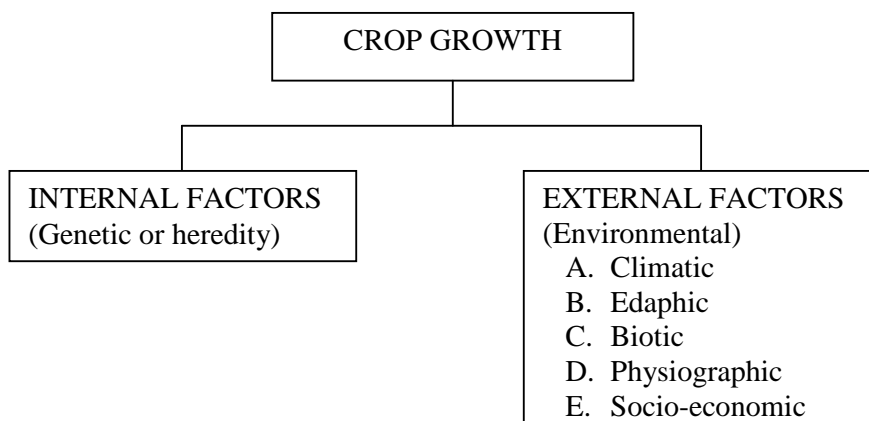 CROP GROWTH
INTERNAL FACTORS
(Genetic or heredity)
EXTERNAL FACTORS
(Environmental)
A. Climatic
B. Edaphic
C. Biotic
D. Physiographic
E. Socio-economic